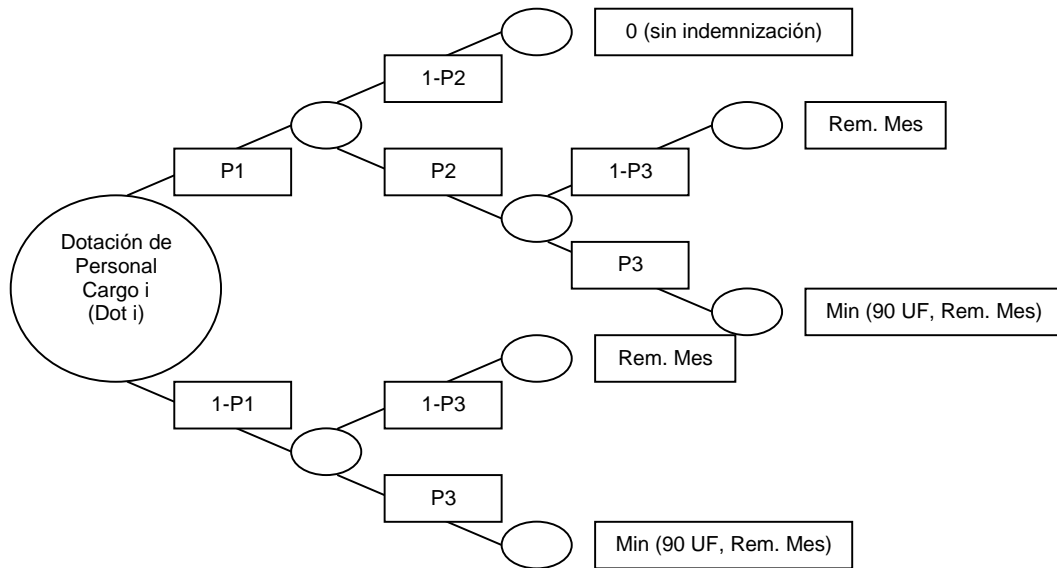 0 (sin indemnización)
1-P2
Rem. Mes
P1
P2
1-P3
Dotación de
Personal
Cargo i
(Dot i)
P3
Min (90 UF, Rem. Mes)
Rem. Mes
1-P1
1-P3
P3
Min (90 UF, Rem. Mes)